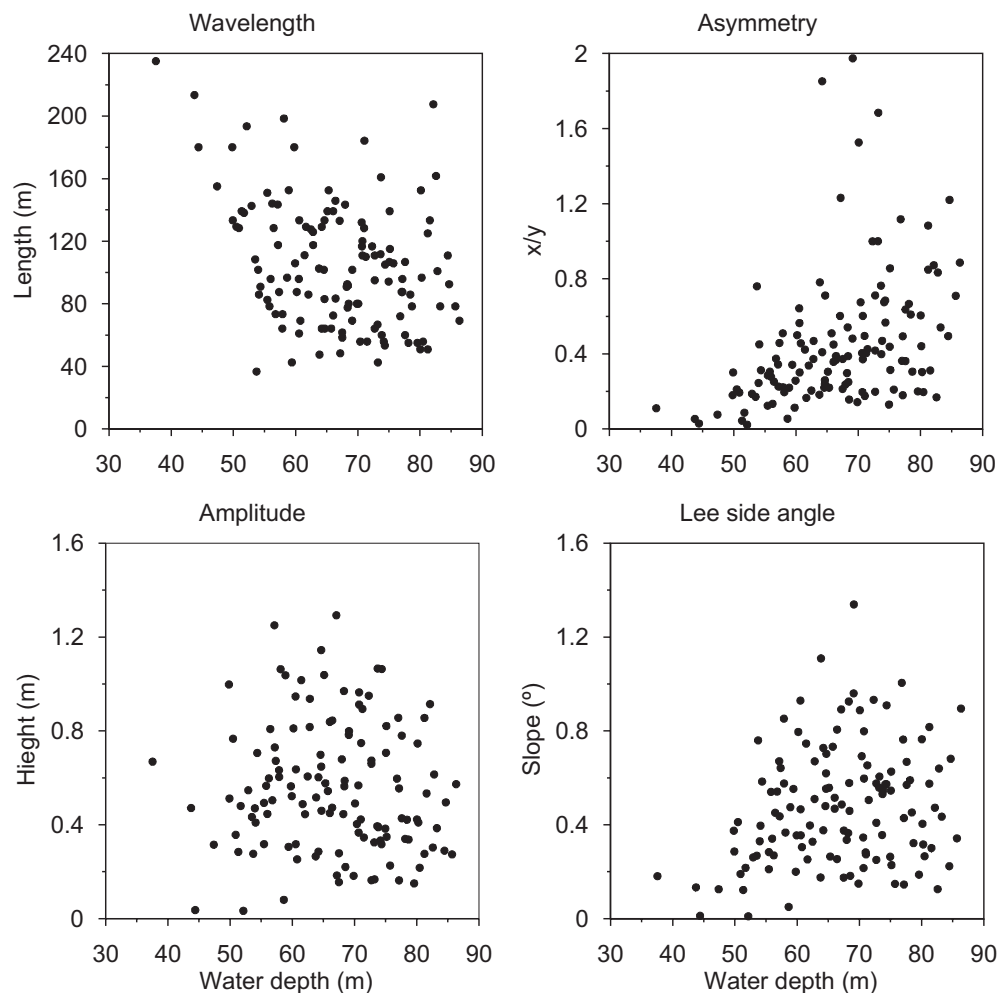 Wavelength
Asymmetry
240
200
160
120
80
40
0
Length (m)
30 40 50 60 70 80 90
2
1.6
1.2
0.8
0.4
0
x/y
30 40 50 60 70 80 90
Amplitude
Lee side angle
1.6
1.2
0.8
0.4
0
Hieght (m)
30 40 50 60 70 80 90
Water depth (m)
1.6
1.2
0.8
0.4
0
Slope (º)
30 40 50 60 70 80 90
Water depth (m)